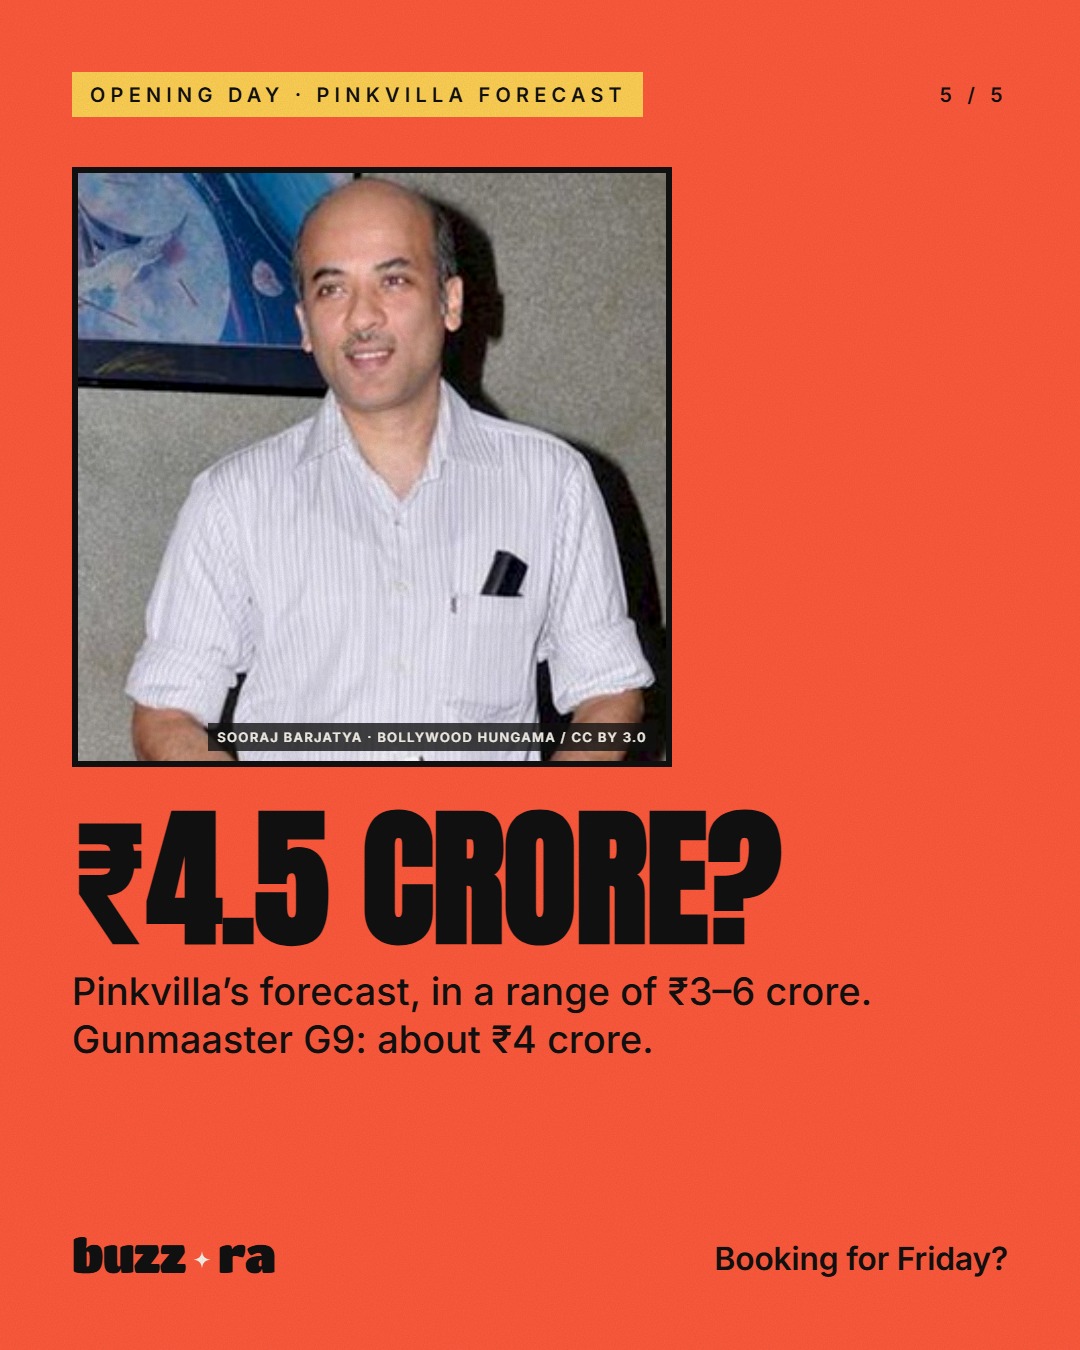 OPENING DAY · PINKVILLA FORECAST
5 / 5
SOORAJ BARJATYA · BOLLYWOOD HUNGAMA / CC BY 3.0
₹4.5 CRORE?
Pinkvilla’s forecast, in a range of ₹3–6 crore.
Gunmaaster G9: about ₹4 crore.
buzz✦ra
Booking for Friday?